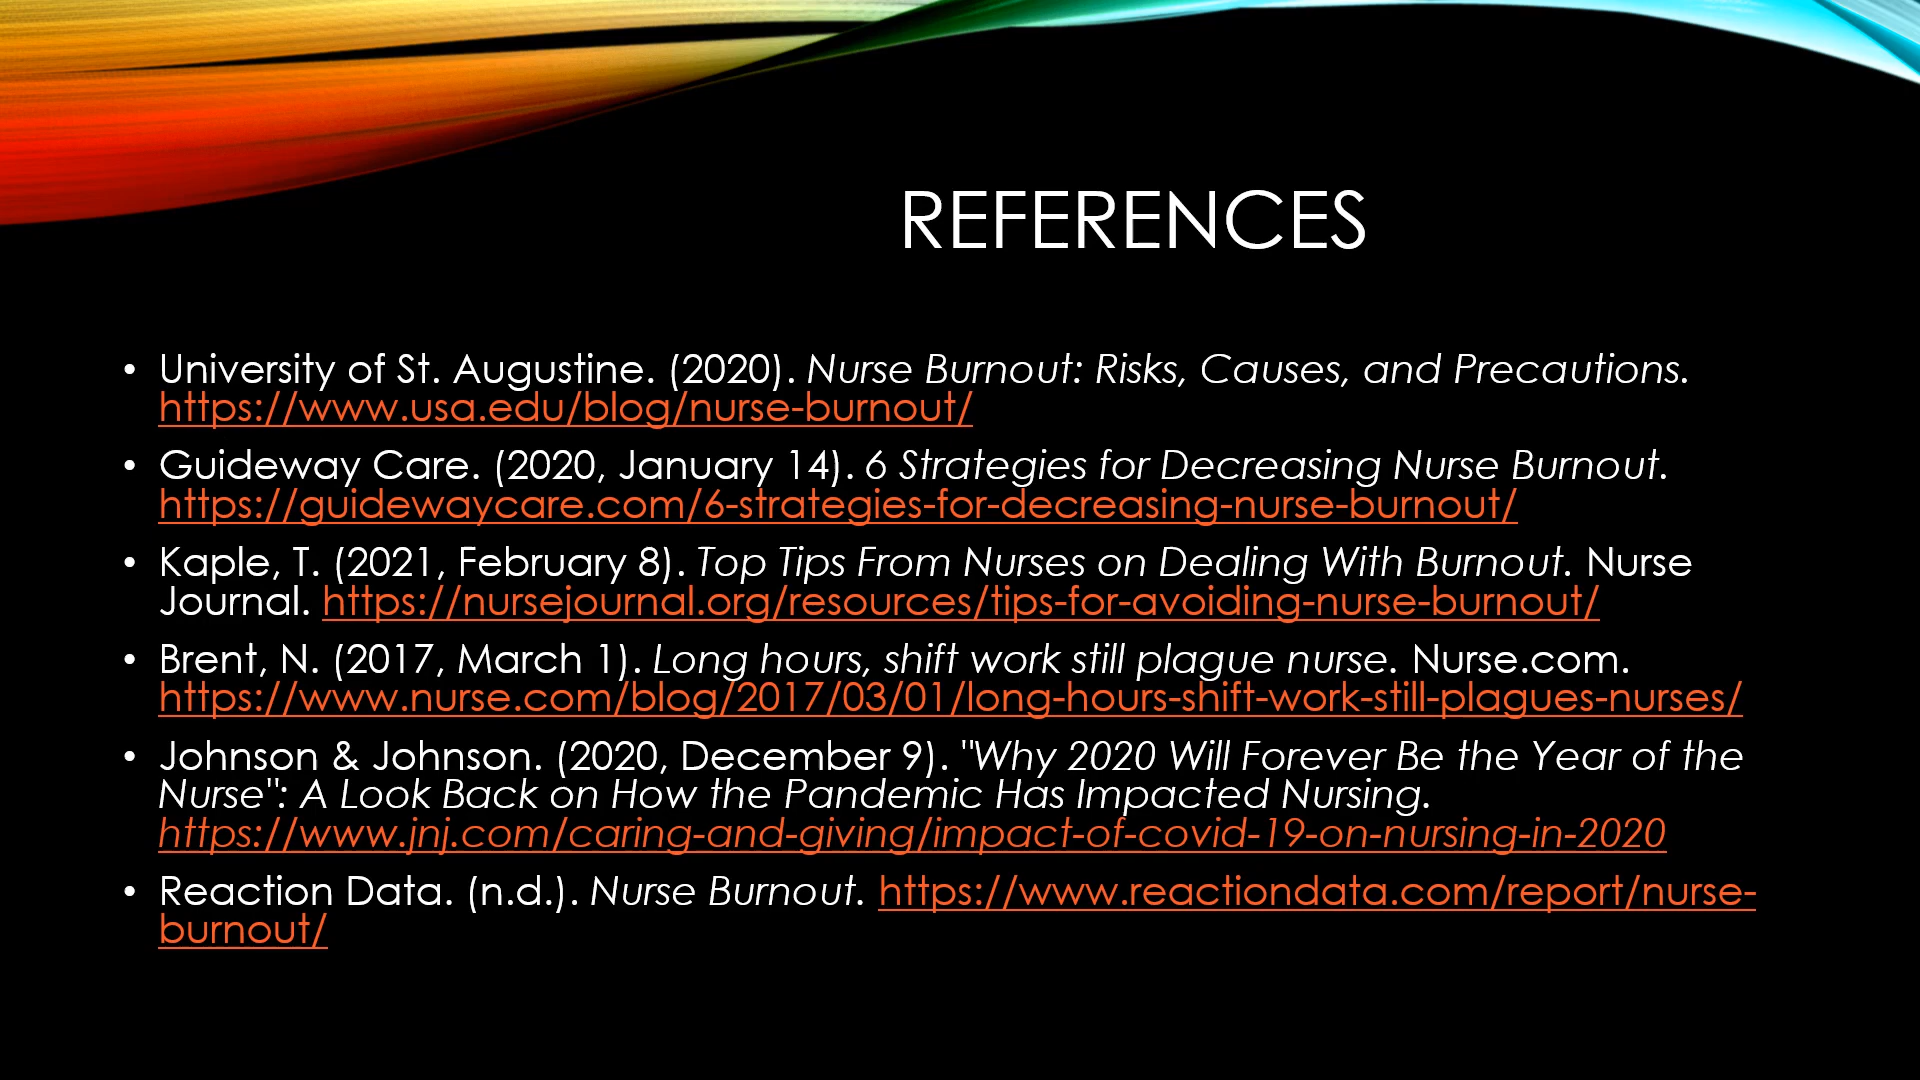 REFERENCES
• University of St. Augustine. (2020). Nurse Burnout: Risks, Causes, and Precautions.
https://www.usa.edu/blog/nurse-burnout/
• Guideway Care. (2020, January 14). 6 Strategies for Decreasing Nurse Burnout.
https://guidewaycare.com/6-strategies-for-decreasing-nurse-burnout/
• Kaple, T. (2021, February 8). Top Tips From Nurses on Dealing With Burnout. Nurse
Journal. https://nursejournal.org/resources/tips-for-avoiding-nurse-burnout/
• Brent, N. (2017, March 1). Long hours, shift work still plague nurse. Nurse.com.
https://www.nurse.com/blog/2017/03/01/long-hours-shift-work-still-plagues-nurses/
• Johnson & Johnson. (2020, December 9). "Why 2020 Will Forever Be the Year of the
Nurse": A Look Back on How the Pandemic Has Impacted Nursing.
https://www.jnj.com/caring-and-giving/impact-of-covid-19-on-nursing-in-2020
• Reaction Data. (n.d.). Nurse Burnout. https://www.reactiondata.com/report/nurse-
burnout/